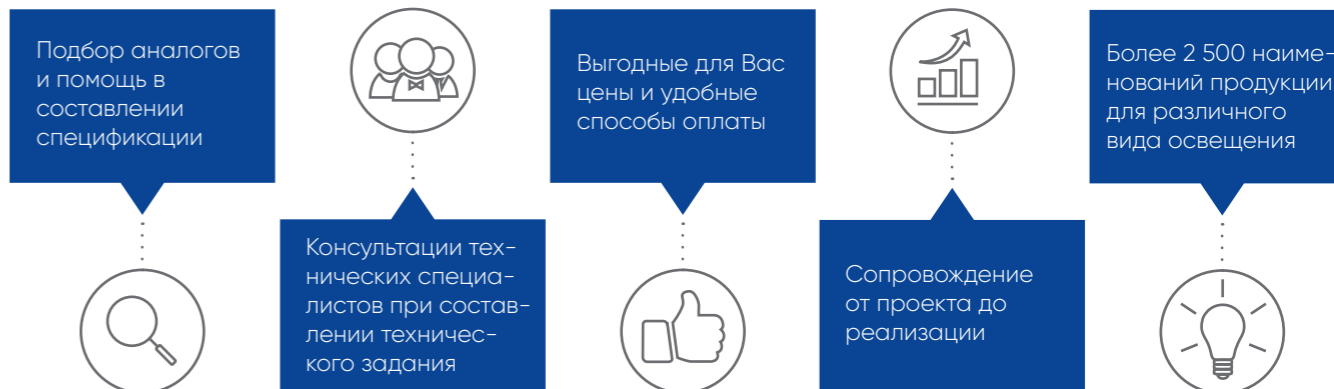 Подбор аналогов
и помощь в
составлении
спецификации
Консультации тех-
нических специа-
листов при состав-
лении техничес-
кого задания
Выгодные для Вас
цены и удобные
способы оплаты
Сопровождение
от проекта до
реализации
Более 2 500 наиме-
нований продукции
для различного
вида освещения